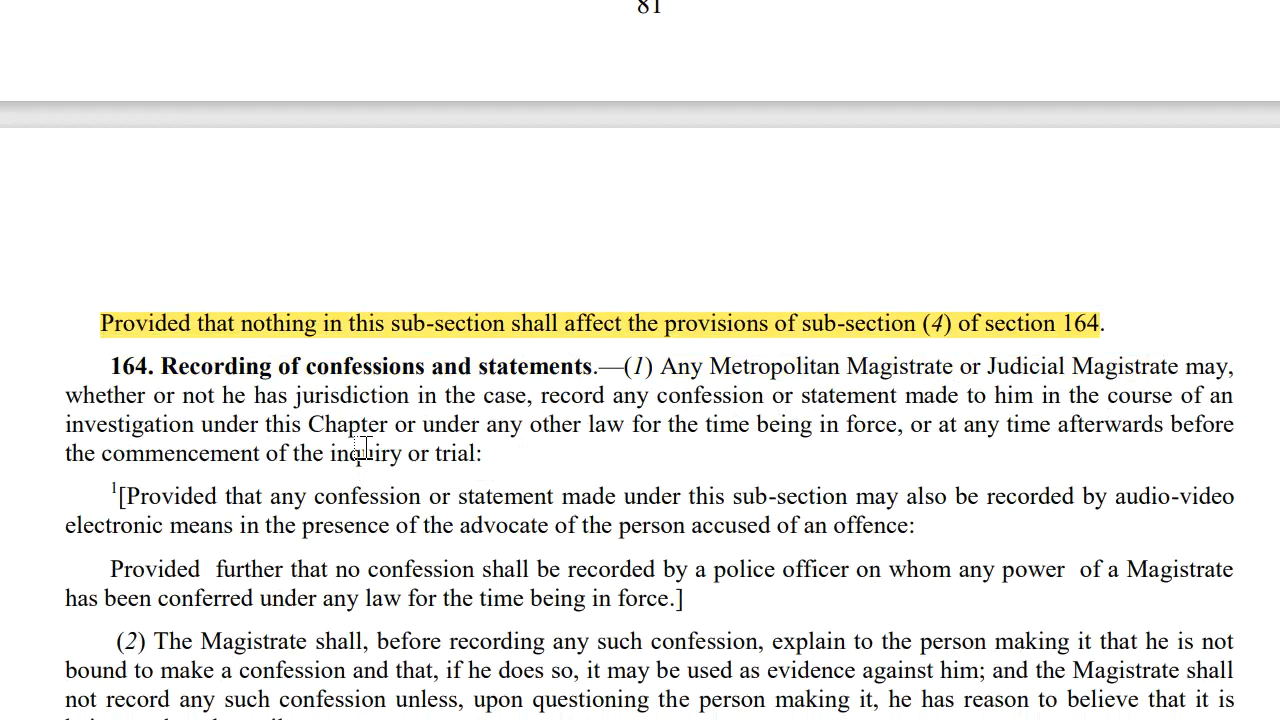 81
Provided that nothing in this sub-section shall affect the provisions of sub-section (4) of section 164.
164. Recording of confessions and statements.—(1) Any Metropolitan Magistrate or Judicial Magistrate may,
whether or not he has jurisdiction in the case, record any confession or statement made to him in the course of an
investigation under this Chapter or under any other law for the time being in force, or at any time afterwards before
the commencement of the inquiry or trial:
1[Provided that any confession or statement made under this sub-section may also be recorded by audio-video
electronic means in the presence of the advocate of the person accused of an offence:
Provided further that no confession shall be recorded by a police officer on whom any power of a Magistrate
has been conferred under any law for the time being in force.]
(2) The Magistrate shall, before recording any such confession, explain to the person making it that he is not
bound to make a confession and that, if he does so, it may be used as evidence against him; and the Magistrate shall
not record any such confession unless, upon questioning the person making it, he has reason to believe that it is